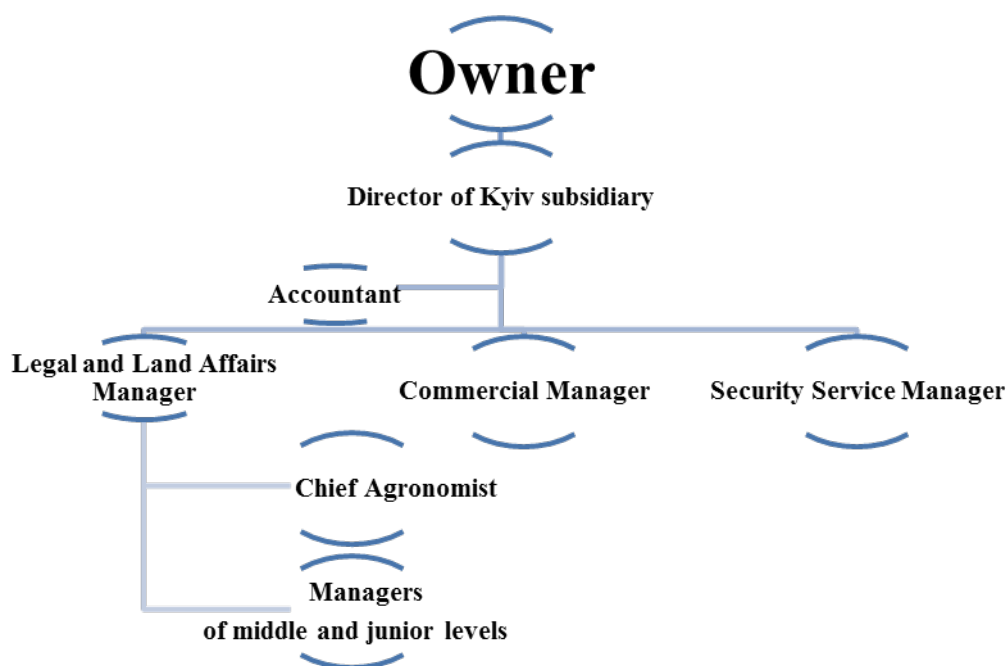 Owner
Director of Kyiv subsidiary
Accountant
Legal and Land Affairs
Manager
Commercial Manager
Security Service Manager
Chief Agronomist
Managers
of middle and junior levels